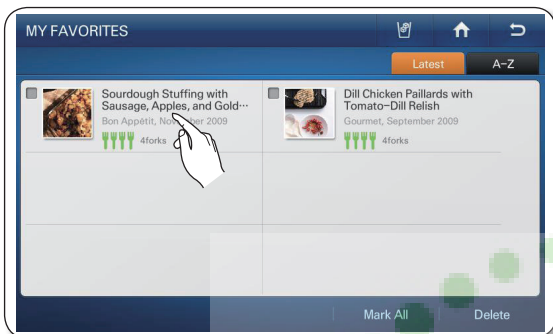 MY FAVORITES
Latest
A-Z
Sourdough Stuffing with
Sausage, Apples, and Gold…
Bon Appétit, November 2009
4forks
Dill Chicken Paillards with
Tomato-Dill Relish
Gourmet, September 2009
4forks
Mark All
Delete